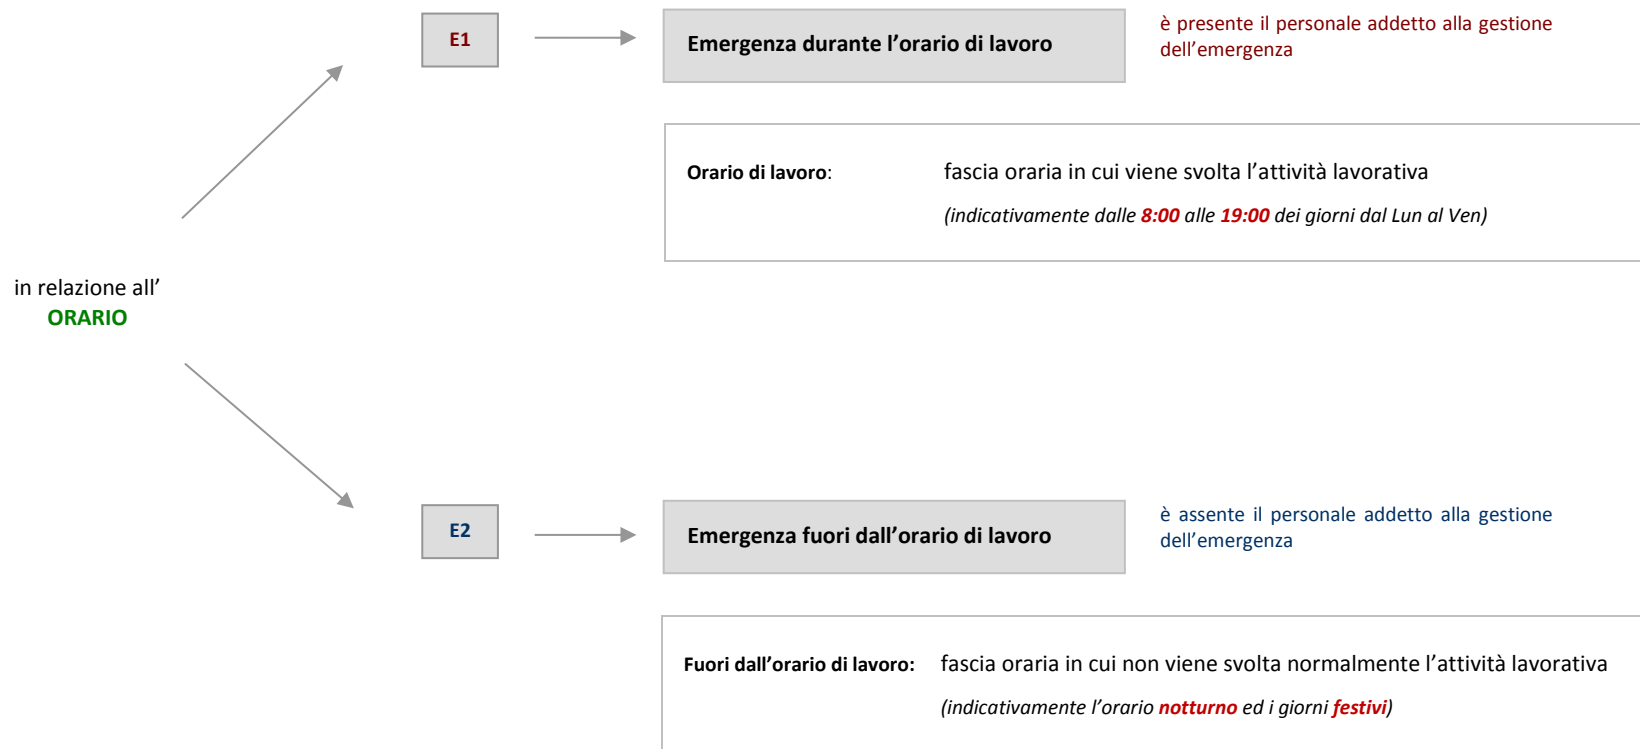 E1
Emergenza durante l’orario di lavoro
è presente il personale addetto alla gestione
dell’emergenza
Orario di lavoro: fascia oraria in cui viene svolta l’attività lavorativa
(indicativamente dalle 8:00 alle 19:00 dei giorni dal Lun al Ven)
in relazione all’
ORARIO
E2
Emergenza fuori dall’orario di lavoro
è assente il personale addetto alla gestione
dell’emergenza
Fuori dall’orario di lavoro: fascia oraria in cui non viene svolta normalmente l’attività lavorativa
(indicativamente l’orario notturno ed i giorni festivi)